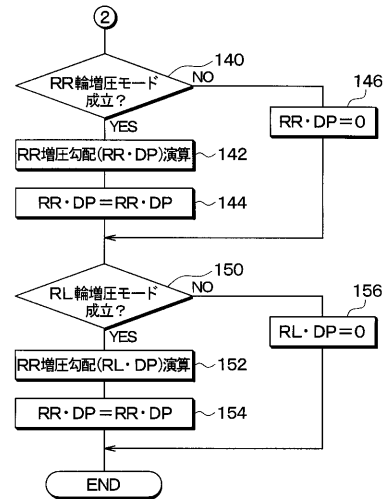 ②
RR輪増圧モード
成立？
140
NO
146
RR・DP＝0
YES
RR増圧勾配(RR・DP)演算
142
RR・DP＝RR・DP
144
RL輪増圧モード
成立？
150
NO
156
RL・DP＝0
YES
RR増圧勾配(RL・DP)演算
152
RR・DP＝RR・DP
154
END